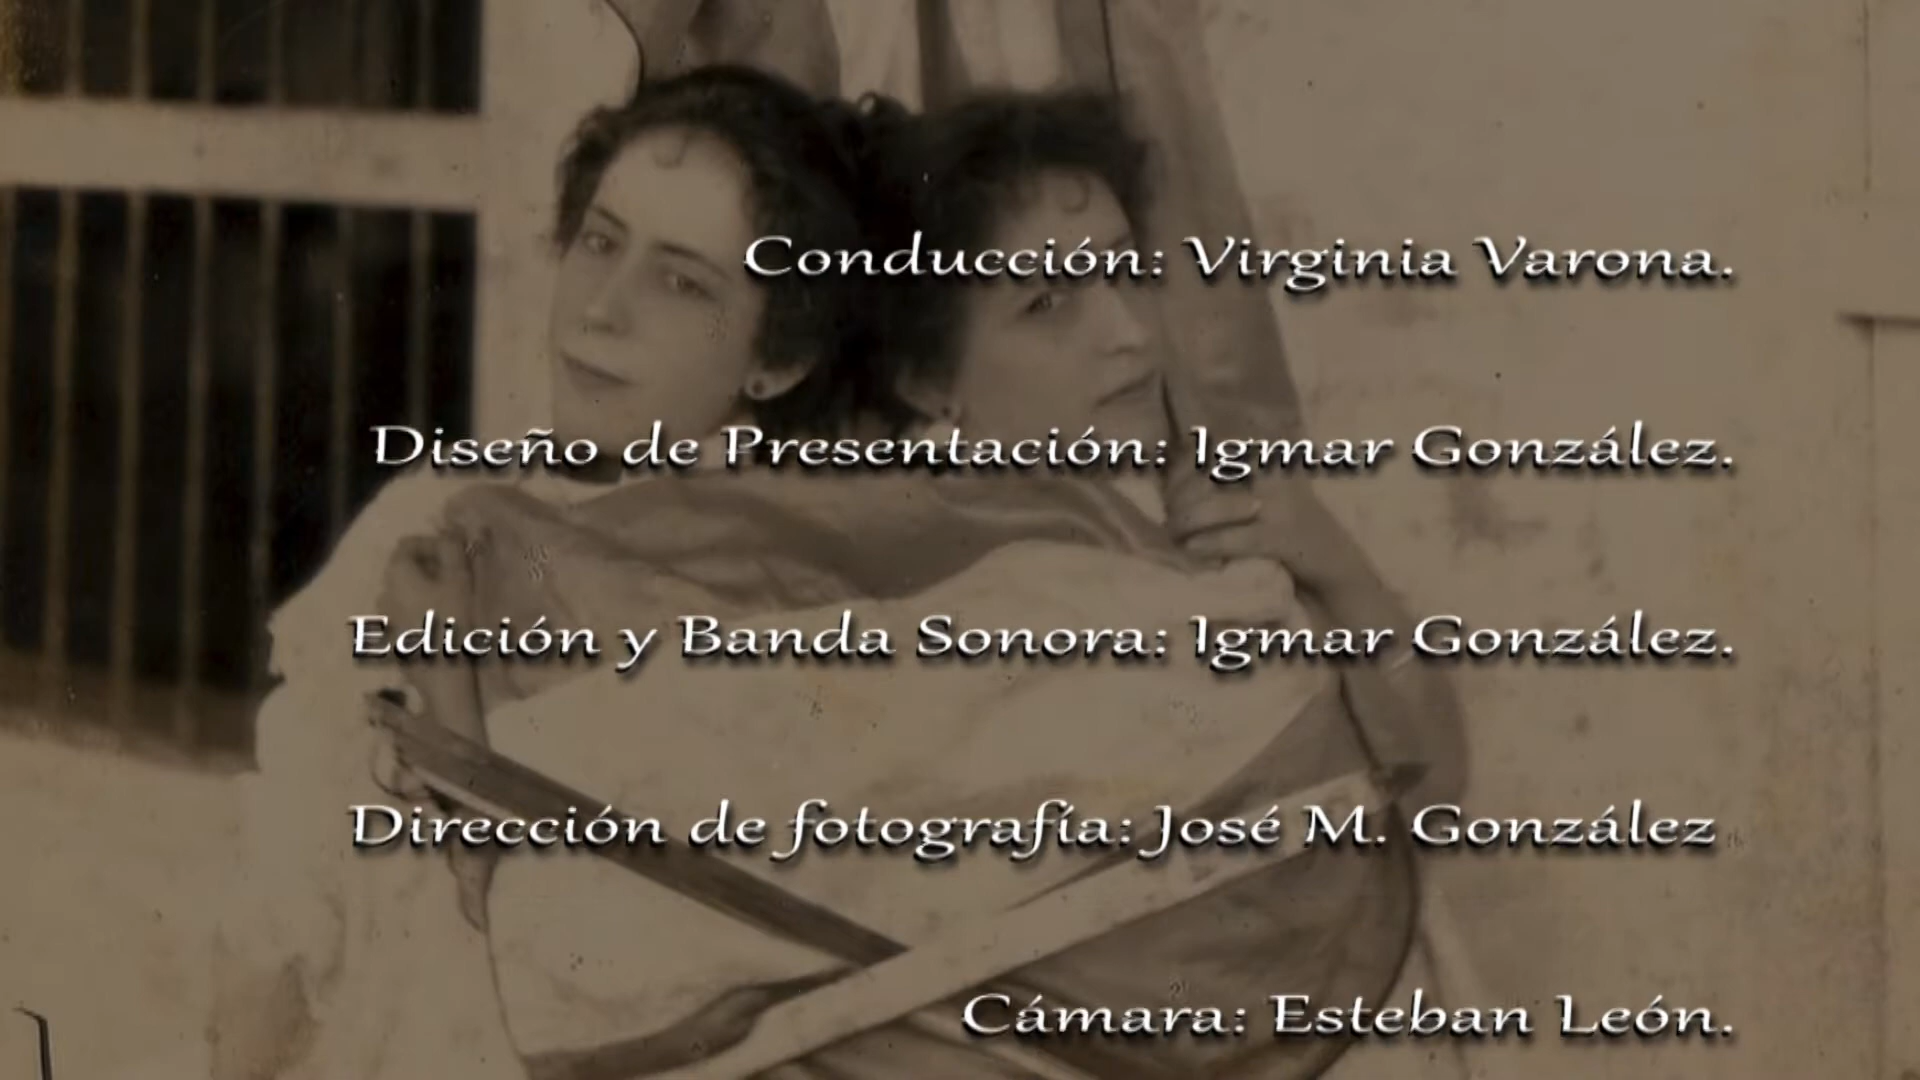 Conducción: Virginia Varona.
Diseño de Presentación: Igmar González.
Edición y Banda Sonora: Igmar González.
Dirección de fotografía: José M. González
Cámara: Esteban León.